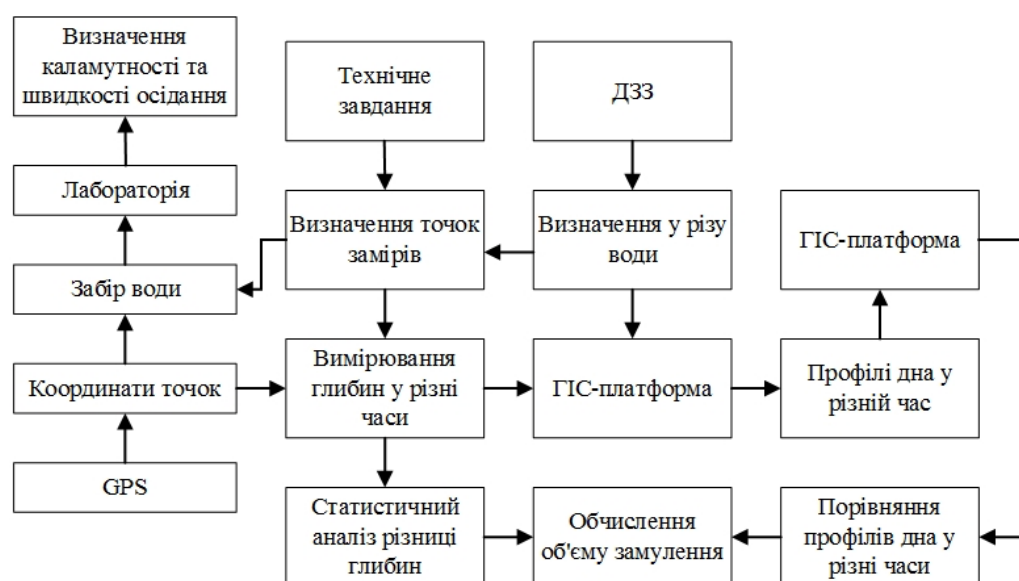 Визначення
каламутності та
швидкості осідання
Технічне
завдання
ДЗЗ
Лабораторія
Визначення точок
замірів
Визначення у різу
води
ГІС-платформа
Забір води
Координати точок
Вимірювання
глибин у різні
часи
ГІС-платформа
Профілі дна у
різній час
GPS
Статистичний
аналіз різниці
глибин
Обчислення
об'єму замулення
Порівняння
профілів дна у
різні часи